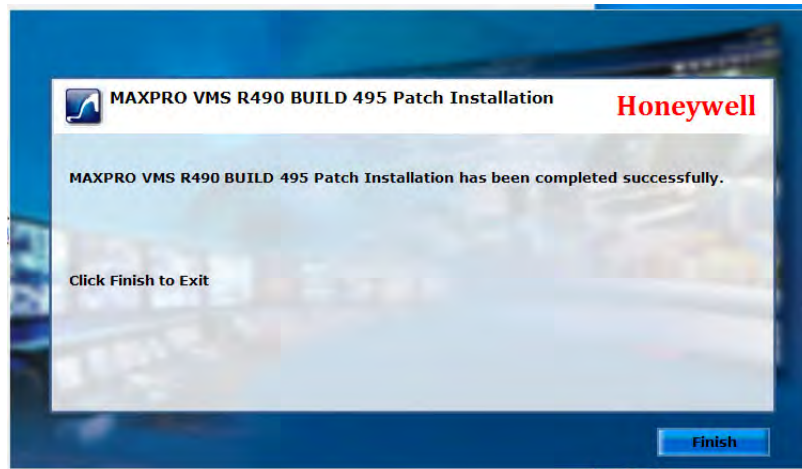 MAXPRO VMS R490 BUILD 495 Patch Installation
Honeywell
MAXPRO VMS R490 BUILD 495 Patch Installation has been completed successfully.
Click Finish to Exit
Finish